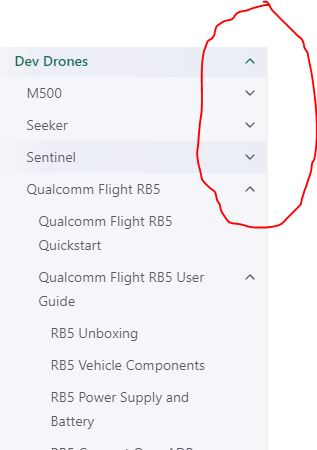 Dev Drones
M500
Seeker
Sentinel
Qualcomm Flight RB5
Qualcomm Flight RB5
Quickstart
Qualcomm Flight RB5 User
Guide
RB5 Unboxing
RB5 Vehicle Components
RB5 Power Supply and
Battery